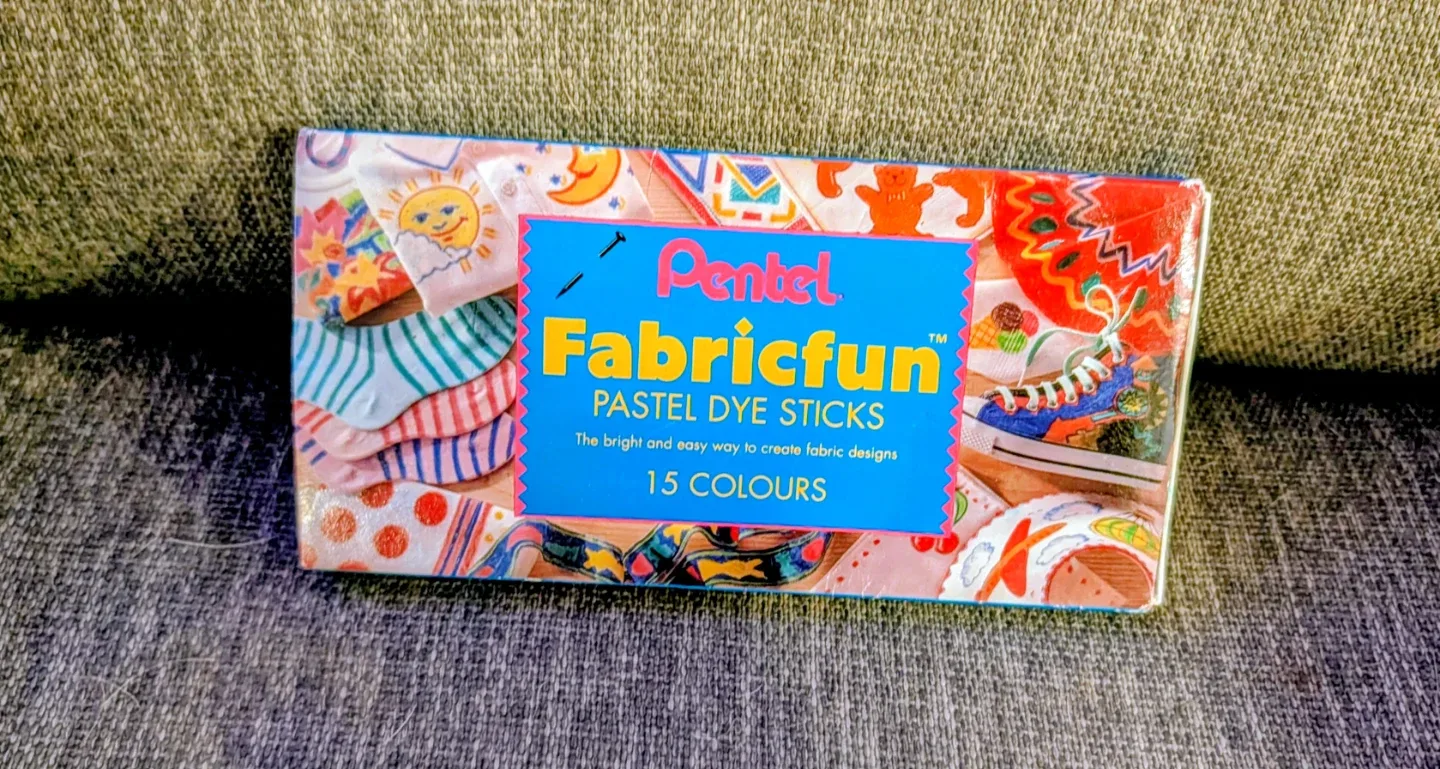 Pentel
Fabricfun™
PASTEL DYE STICKS
The bright and easy way to create fabric designs
15 COLOURS